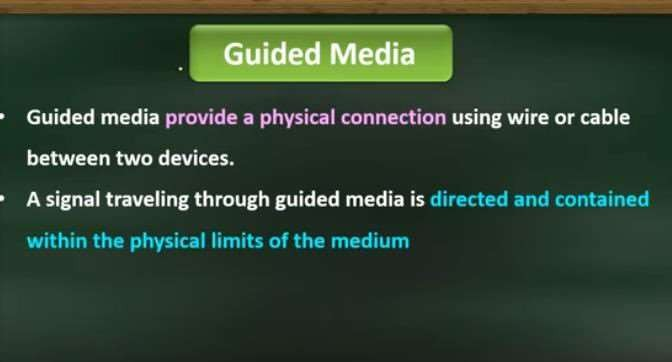 Guided Media
• Guided media provide a physical connection using wire or cable
between two devices.
• A signal traveling through guided media is directed and contained
within the physical limits of the medium